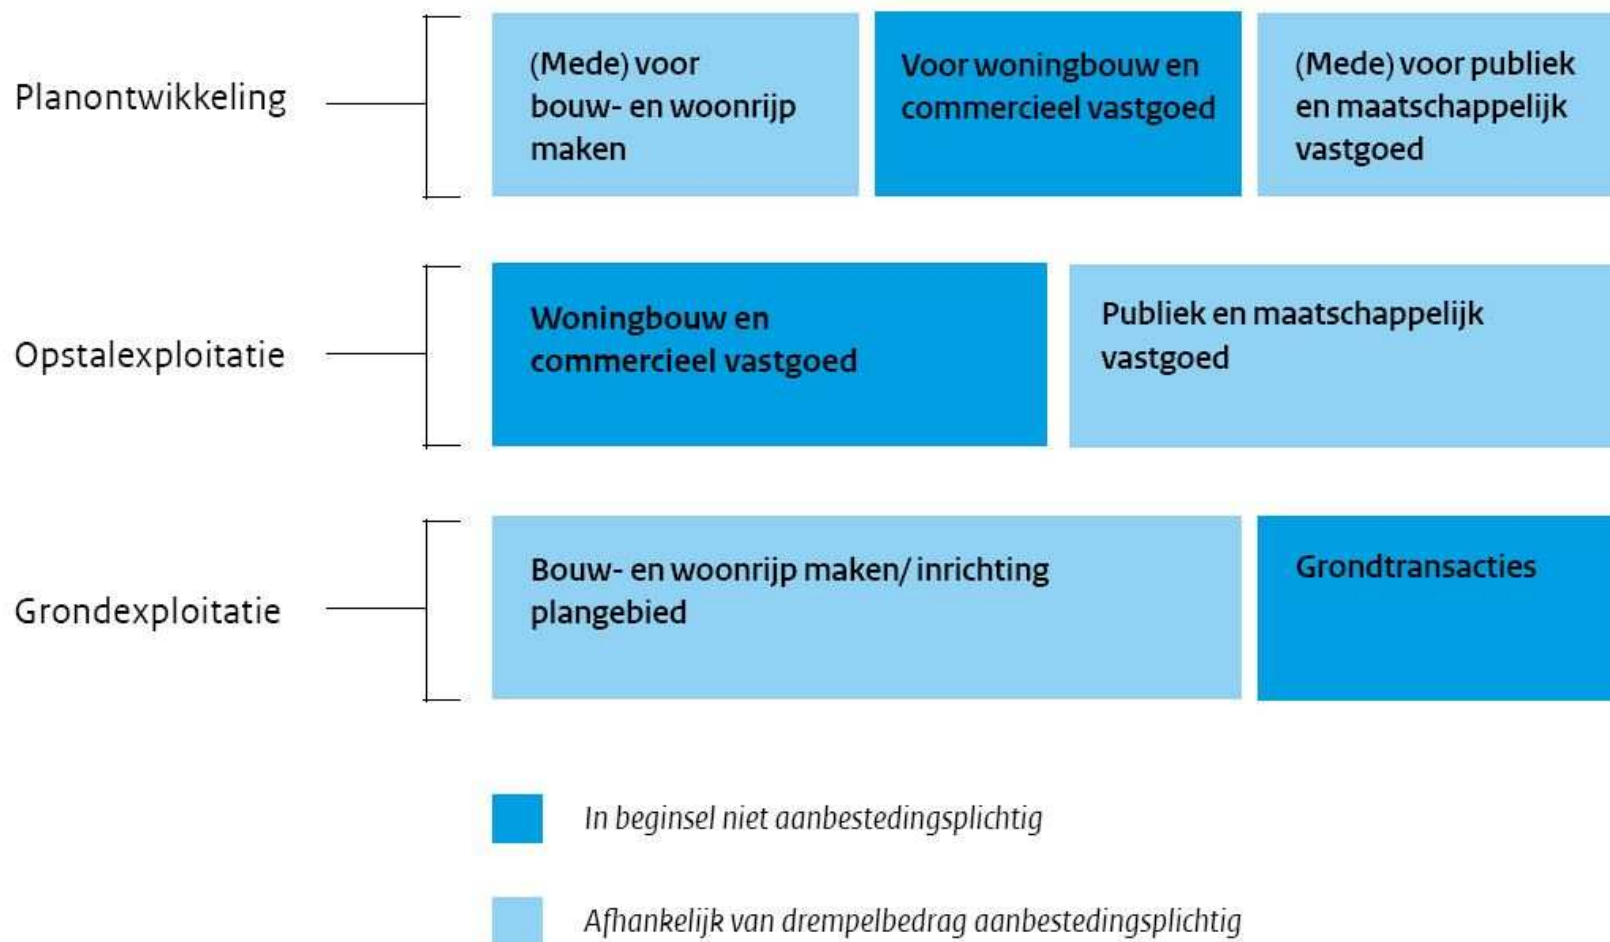 Planontwikkeling
(Mede) voor
bouw- en woonrijp
maken
Voor woningbouw en
commercieel vastgoed
(Mede) voor publiek
en maatschappelijk
vastgoed
Opstalexploitatie
Woningbouw en
commercieel vastgoed
Publiek en maatschappelijk
vastgoed
Grondexploitatie
Bouw- en woonrijp maken/ inrichting
plangebied
Grondtransacties
In beginsel niet aanbestedingsplichtig
Afhankelijk van drempelbedrag aanbestedingsplichtig